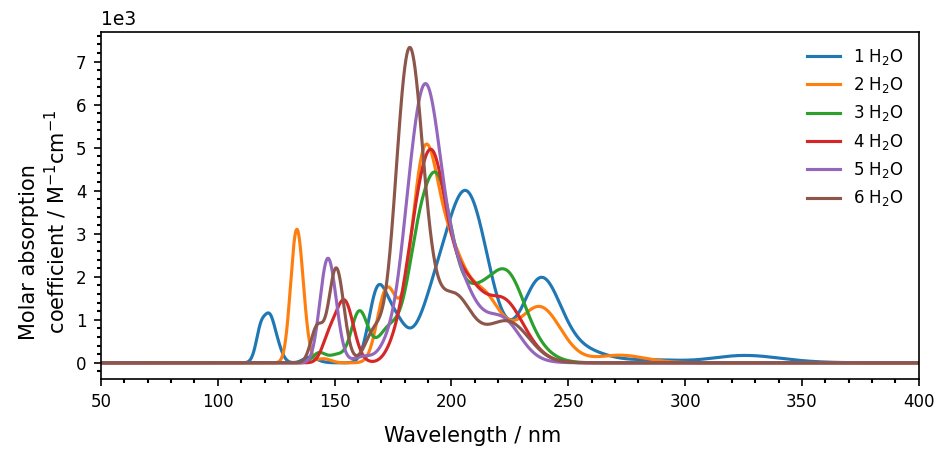 1e3
Molar absorption
coefficient / M⁻¹cm⁻¹
7
6
5
4
3
2
1
0
50 100 150 200 250 300 350 400
Wavelength / nm
1 H₂O
2 H₂O
3 H₂O
4 H₂O
5 H₂O
6 H₂O